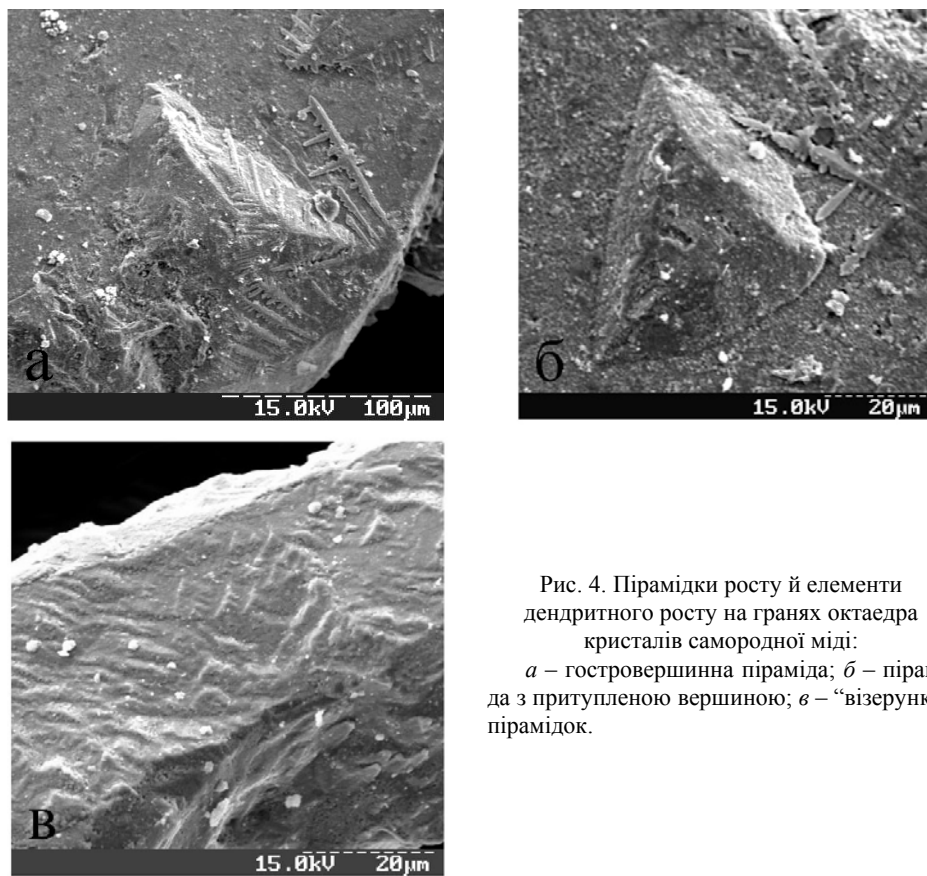 а
15.0kV 100µm
б
15.0kV 20µm
в
15.0kV 20µm
Рис. 4. Пірамідки росту й елементи
дендритного росту на гранях октаедра
кристалів самородної міді:
а – гостровершинна піраміда; б – пірамі
да з притупленою вершиною; в – “візерунк
пірамідок.